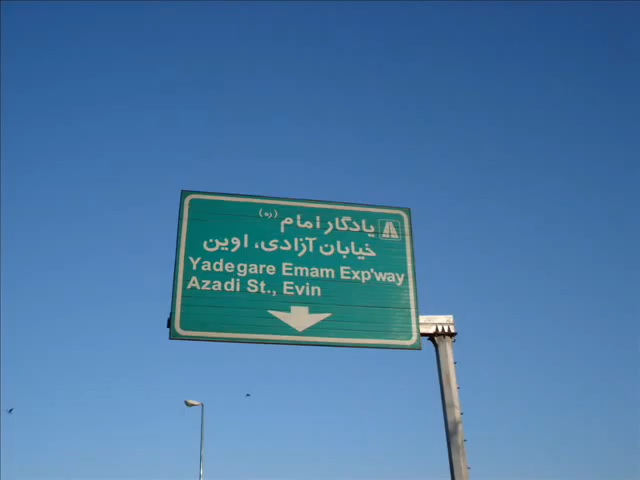 یادگار امام (ره)
خیابان آزادی، اوین
Yadegare Emam Exp'way
Azadi St., Evin